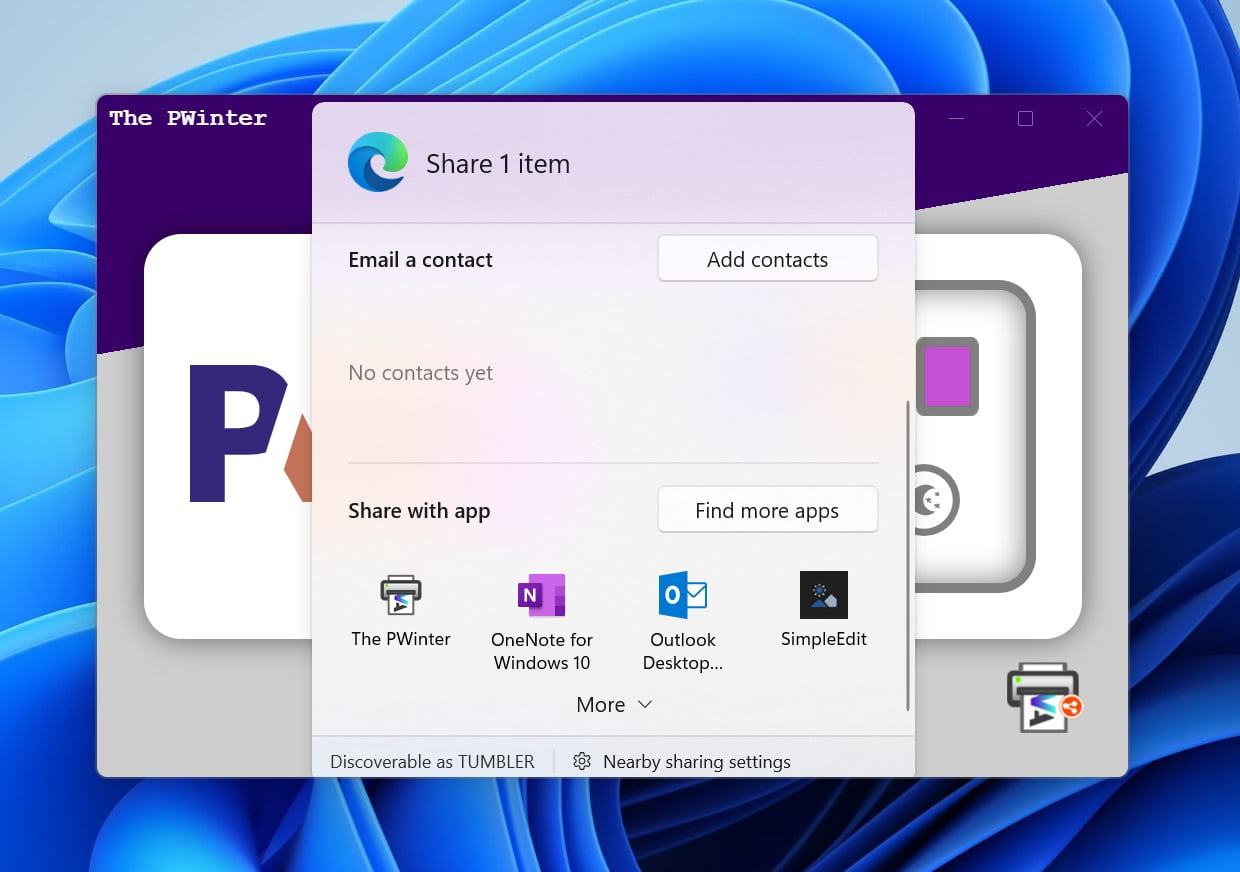 The PWinter
Share 1 item
Email a contact
Add contacts
No contacts yet
P
Share with app
Find more apps
N
O
The PWinter
OneNote for
Windows 10
Outlook
Desktop...
SimpleEdit
More
Discoverable as TUMBLER
Nearby sharing settings